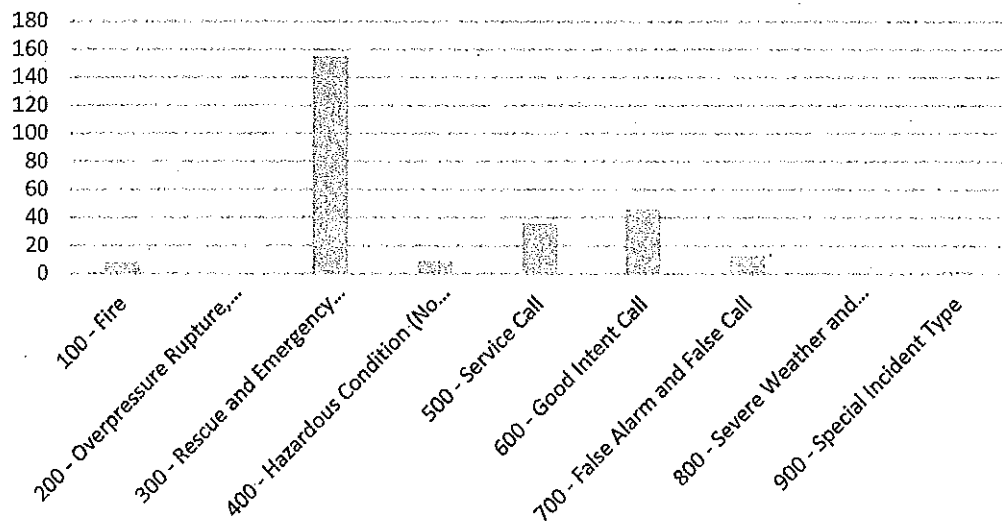 180
160
140
120
100
80
60
40
20
0
100 - Fire
200 - Overpressure Rupture,...
300 - Rescue and Emergency...
400 - Hazardous Condition (No...
500 - Service Call
600 - Good Intent Call
700 - False Alarm and False Call
800 - Severe Weather and...
900 - Special Incident Type